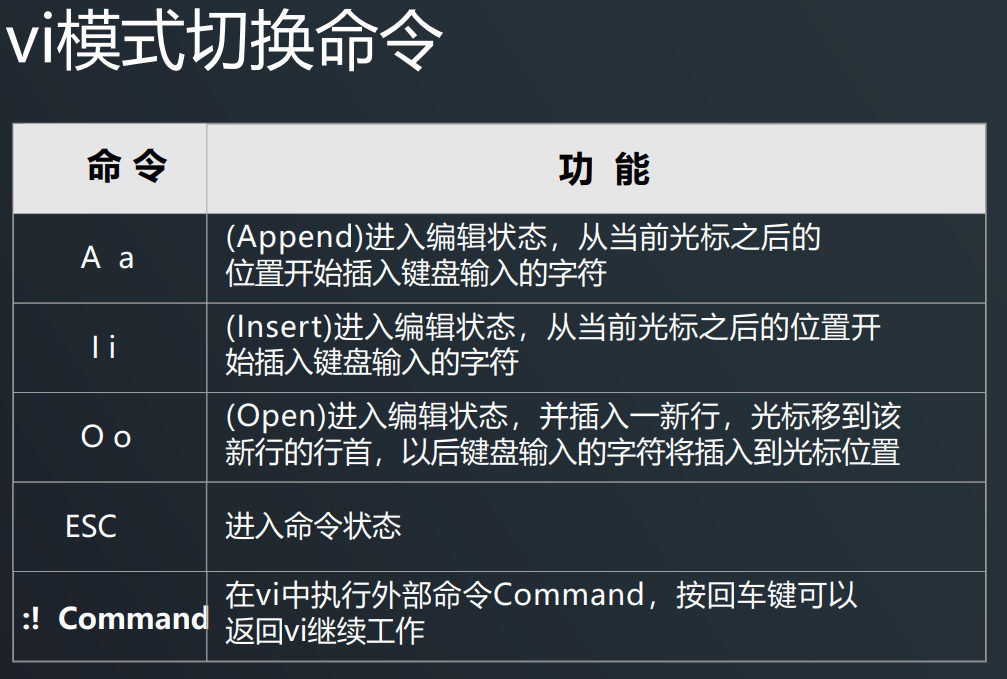 vi模式切换命令
命 令
功 能
A a
(Append)进入编辑状态，从当前光标之后的
位置开始插入键盘输入的字符
I i
(Insert)进入编辑状态，从当前光标之后的位置开
始插入键盘输入的字符
O o
(Open)进入编辑状态，并插入一新行，光标移到该
新行的行首，以后键盘输入的字符将插入到光标位置
ESC
进入命令状态
:! Command
在vi中执行外部命令Command，按回车键可以
返回vi继续工作